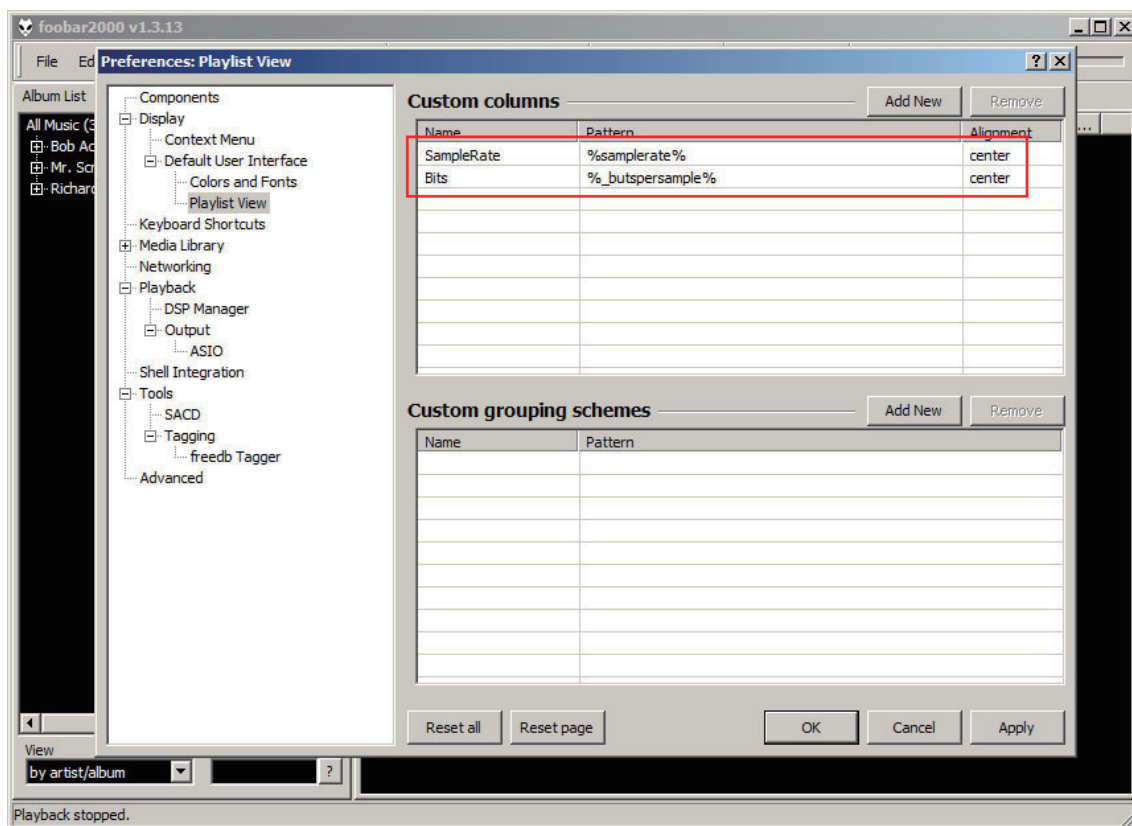 foobar2000 v1.3.13
File Ed
Preferences: Playlist View
Album List
All Music (3
Bob Ac
Mr. Scr
Richard
Components
Display
Context Menu
Default User Interface
Colors and Fonts
Playlist View
Keyboard Shortcuts
Media Library
Networking
Playback
DSP Manager
Output
ASIO
Shell Integration
Tools
SACD
Tagging
freedb Tagger
Advanced
Custom columns Add New Remove
Name Pattern Alignment
SampleRate %samplerate% center
Bits %_butspersample% center
...
Custom grouping schemes Add New Remove
Name Pattern
Reset all Reset page OK Cancel Apply
View
by artist/album ?
Playback stopped.